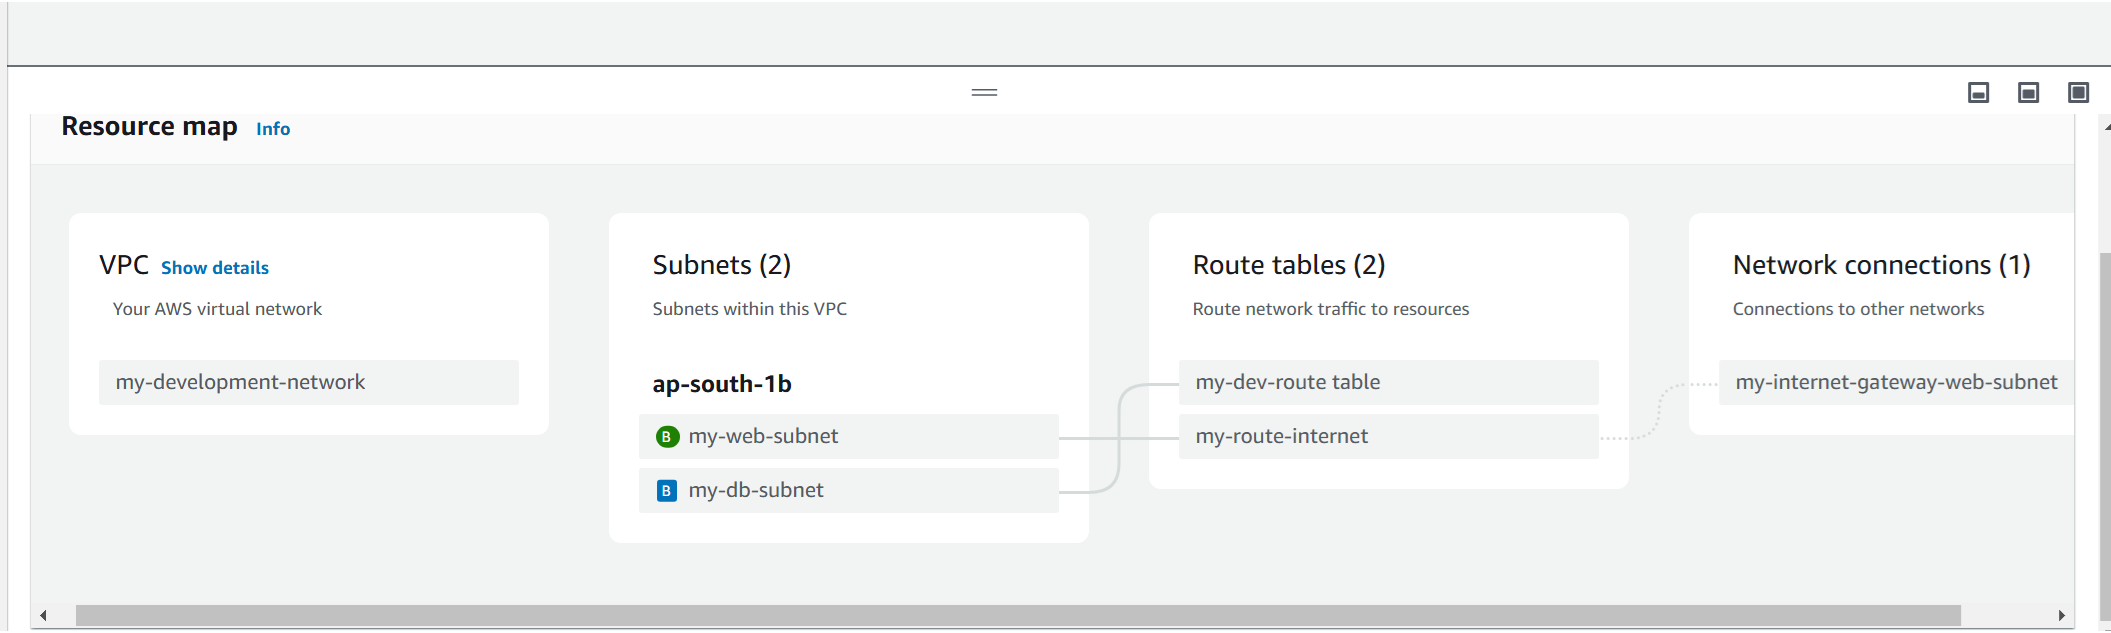 Resource map Info
VPC Show details
Your AWS virtual network
my-development-network
Subnets (2)
Subnets within this VPC
ap-south-1b
B my-web-subnet
B my-db-subnet
Route tables (2)
Route network traffic to resources
my-dev-route table
my-route-internet
Network connections (1)
Connections to other networks
my-internet-gateway-web-subnet